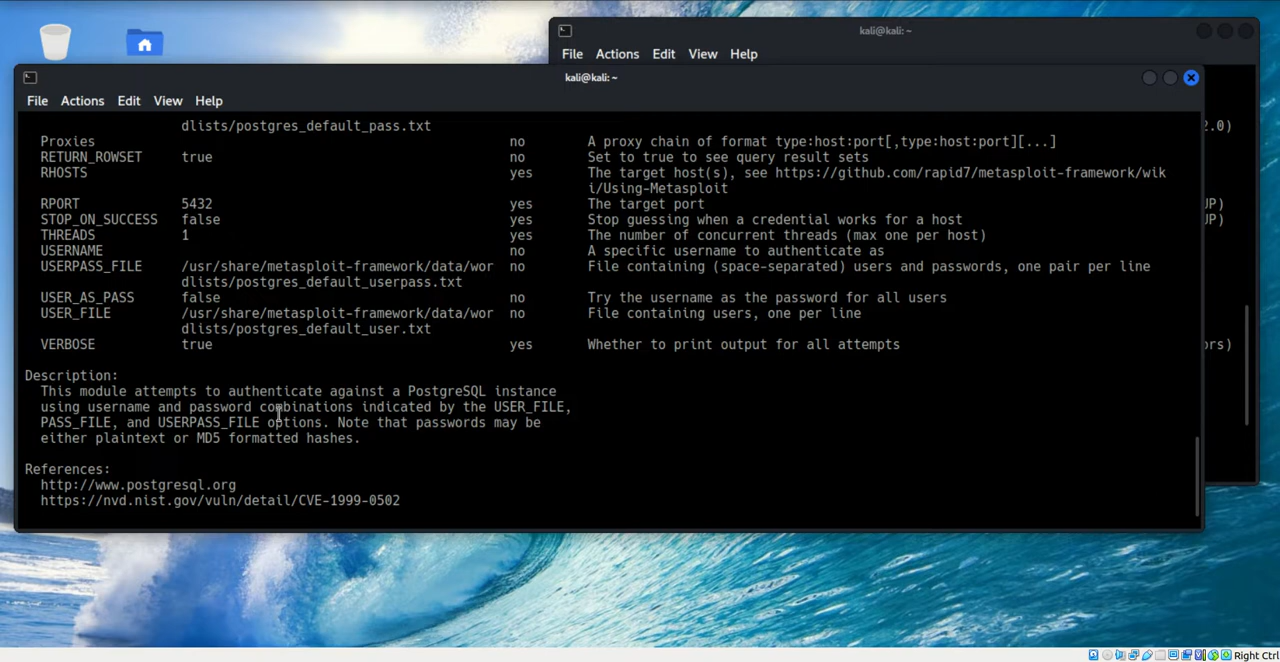 kali@kali: ~
File Actions Edit View Help
kali@kali: ~
File Actions Edit View Help
dlists/postgres_default_pass.txt
Proxies no A proxy chain of format type:host:port[,type:host:port][...]
RETURN_ROWSET true no Set to true to see query result sets
RHOSTS yes The target host(s), see https://github.com/rapid7/metasploit-framework/wik
i/Using-Metasploit
RPORT 5432 yes The target port
STOP_ON_SUCCESS false yes Stop guessing when a credential works for a host
THREADS 1 yes The number of concurrent threads (max one per host)
USERNAME no A specific username to authenticate as
USERPASS_FILE /usr/share/metasploit-framework/data/wor no File containing (space-separated) users and passwords, one pair per line
dlists/postgres_default_userpass.txt
USER_AS_PASS false no Try the username as the password for all users
USER_FILE /usr/share/metasploit-framework/data/wor no File containing users, one per line
dlists/postgres_default_user.txt
VERBOSE true yes Whether to print output for all attempts
Description:
This module attempts to authenticate against a PostgreSQL instance
using username and password combinations indicated by the USER_FILE,
PASS_FILE, and USERPASS_FILE options. Note that passwords may be
either plaintext or MD5 formatted hashes.
References:
http://www.postgresql.org
https://nvd.nist.gov/vuln/detail/CVE-1999-0502
2.0)
UP)
UP)
ors)
Right Ctrl